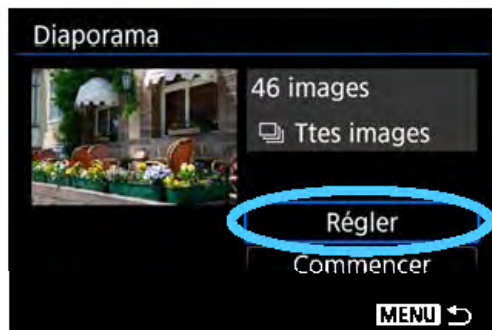 Diaporama
46 images
Ttes images
Régler
Commencer
MENU